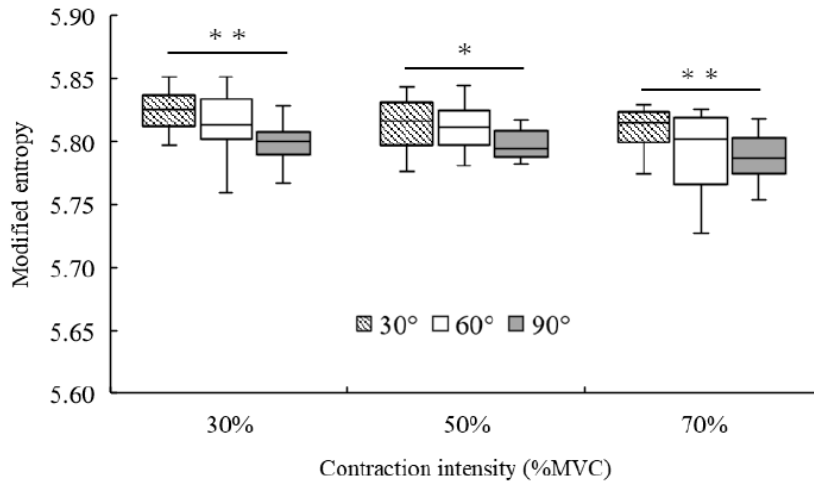 5.90
5.85
5.80
5.75
5.70
5.65
5.60
Modified entropy
* *
*
* *
30° 60° 90°
30% 50% 70%
Contraction intensity (%MVC)